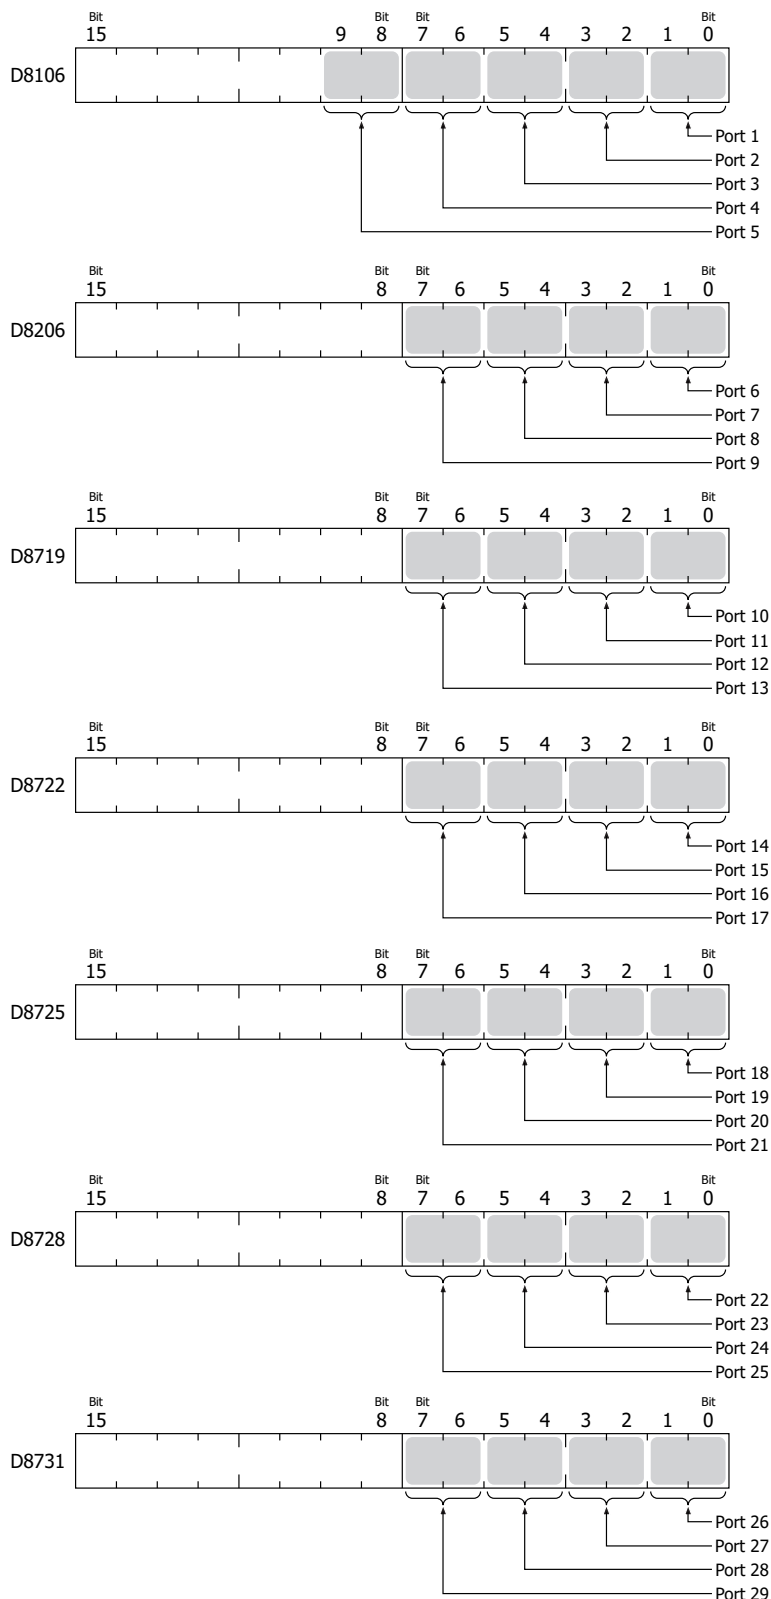 Bit Bit Bit
15 9 8 7 6 5 4 3 2 1 0
D8106
Port 1
Port 2
Port 3
Port 4
Port 5
Bit Bit Bit Bit
15 8 7 6 5 4 3 2 1 0
D8206
Port 6
Port 7
Port 8
Port 9
Bit Bit Bit Bit
15 8 7 6 5 4 3 2 1 0
D8719
Port 10
Port 11
Port 12
Port 13
Bit Bit Bit Bit
15 8 7 6 5 4 3 2 1 0
D8722
Port 14
Port 15
Port 16
Port 17
Bit Bit Bit Bit
15 8 7 6 5 4 3 2 1 0
D8725
Port 18
Port 19
Port 20
Port 21
Bit Bit Bit Bit
15 8 7 6 5 4 3 2 1 0
D8728
Port 22
Port 23
Port 24
Port 25
Bit Bit Bit Bit
15 8 7 6 5 4 3 2 1 0
D8731
Port 26
Port 27
Port 28
Port 29